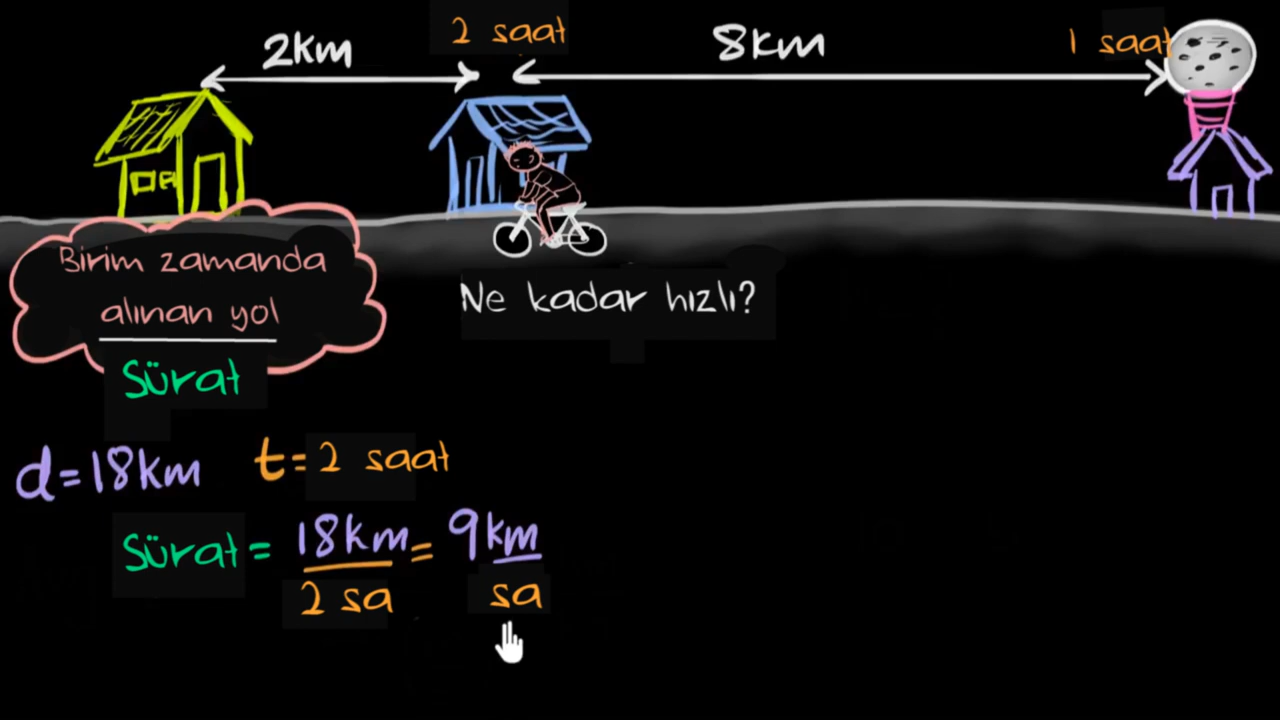 2 saat
2km
8km
1 saat
Birim zamanda
alınan yol
Sürat
Ne kadar hızlı?
d=18km t=2 saat
Sürat = 18km = 9km
2 sa sa